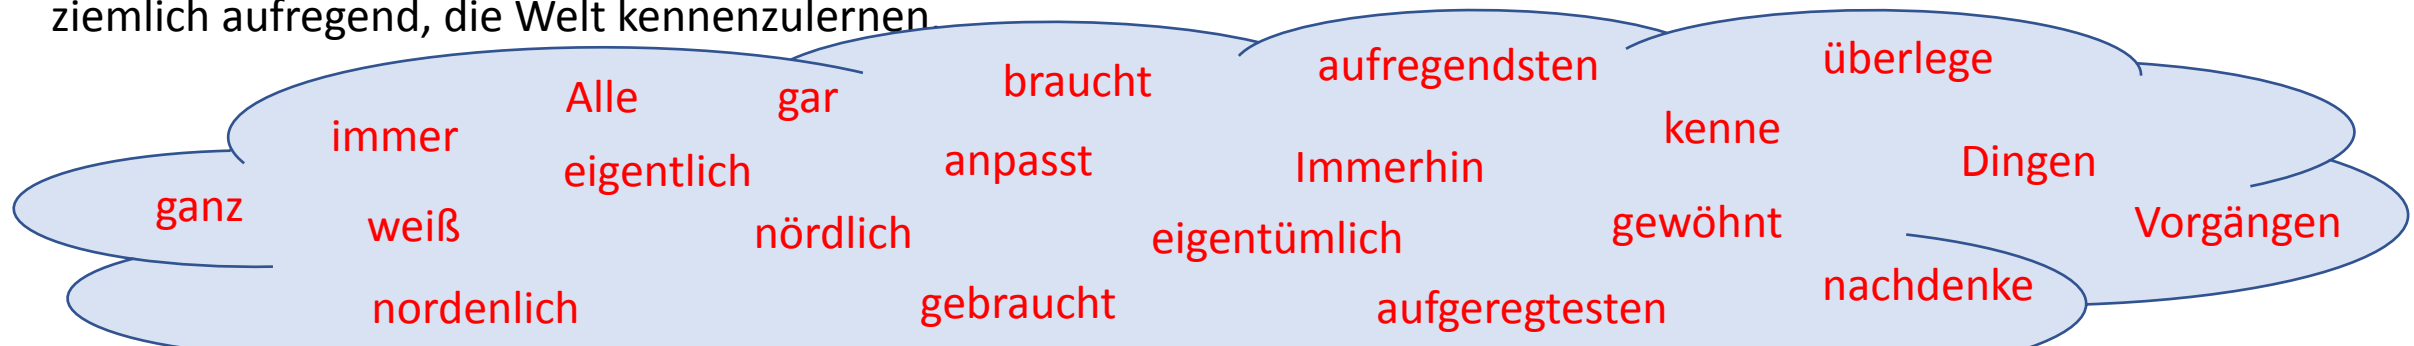 ziemlich aufregend, die Welt kennenzulernen.
Alle gar braucht aufregendsten überlege
immer eigentlich anpasst Immerhin kenne Dingen
ganz weiß nördlich eigentümlich gewöhnt Vorgängen
nordenlich gebraucht aufgeregtesten nachdenke